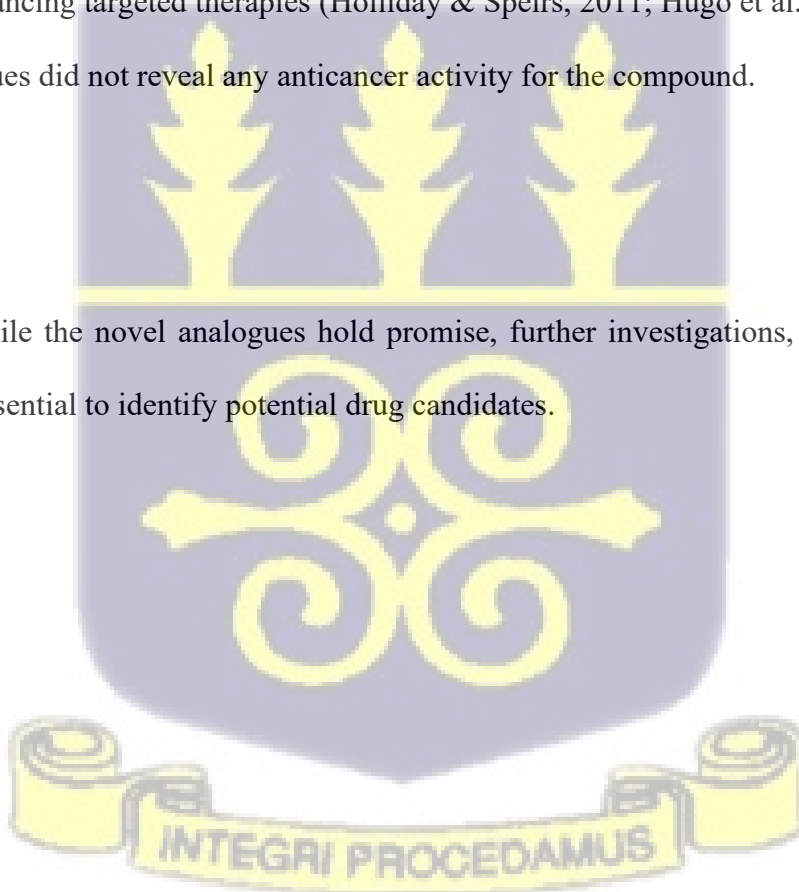 ancing targeted therapies (Holliday & Speirs, 2011; Hugo et al.
ues did not reveal any anticancer activity for the compound.
ile the novel analogues hold promise, further investigations,
sential to identify potential drug candidates.
INTEGRI PROCEDAMUS